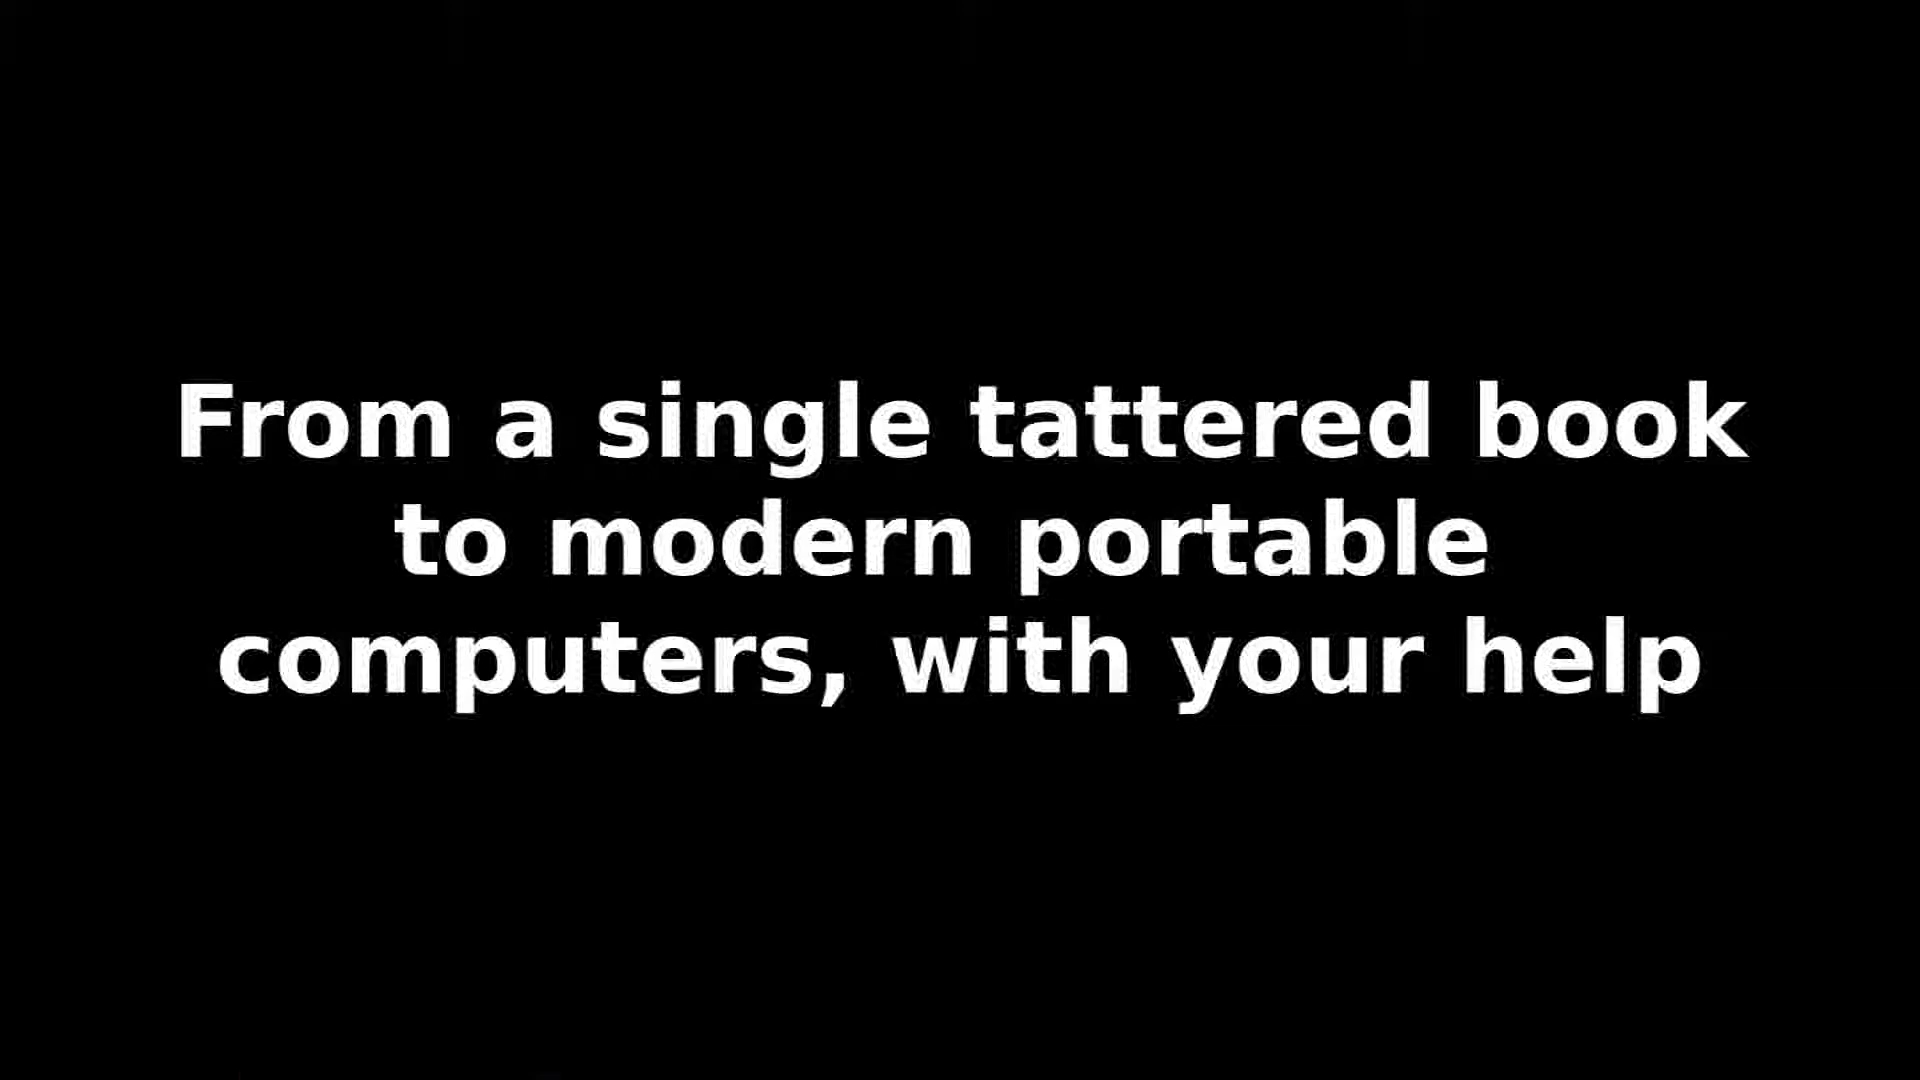 From a single tattered book
to modern portable
computers, with your help